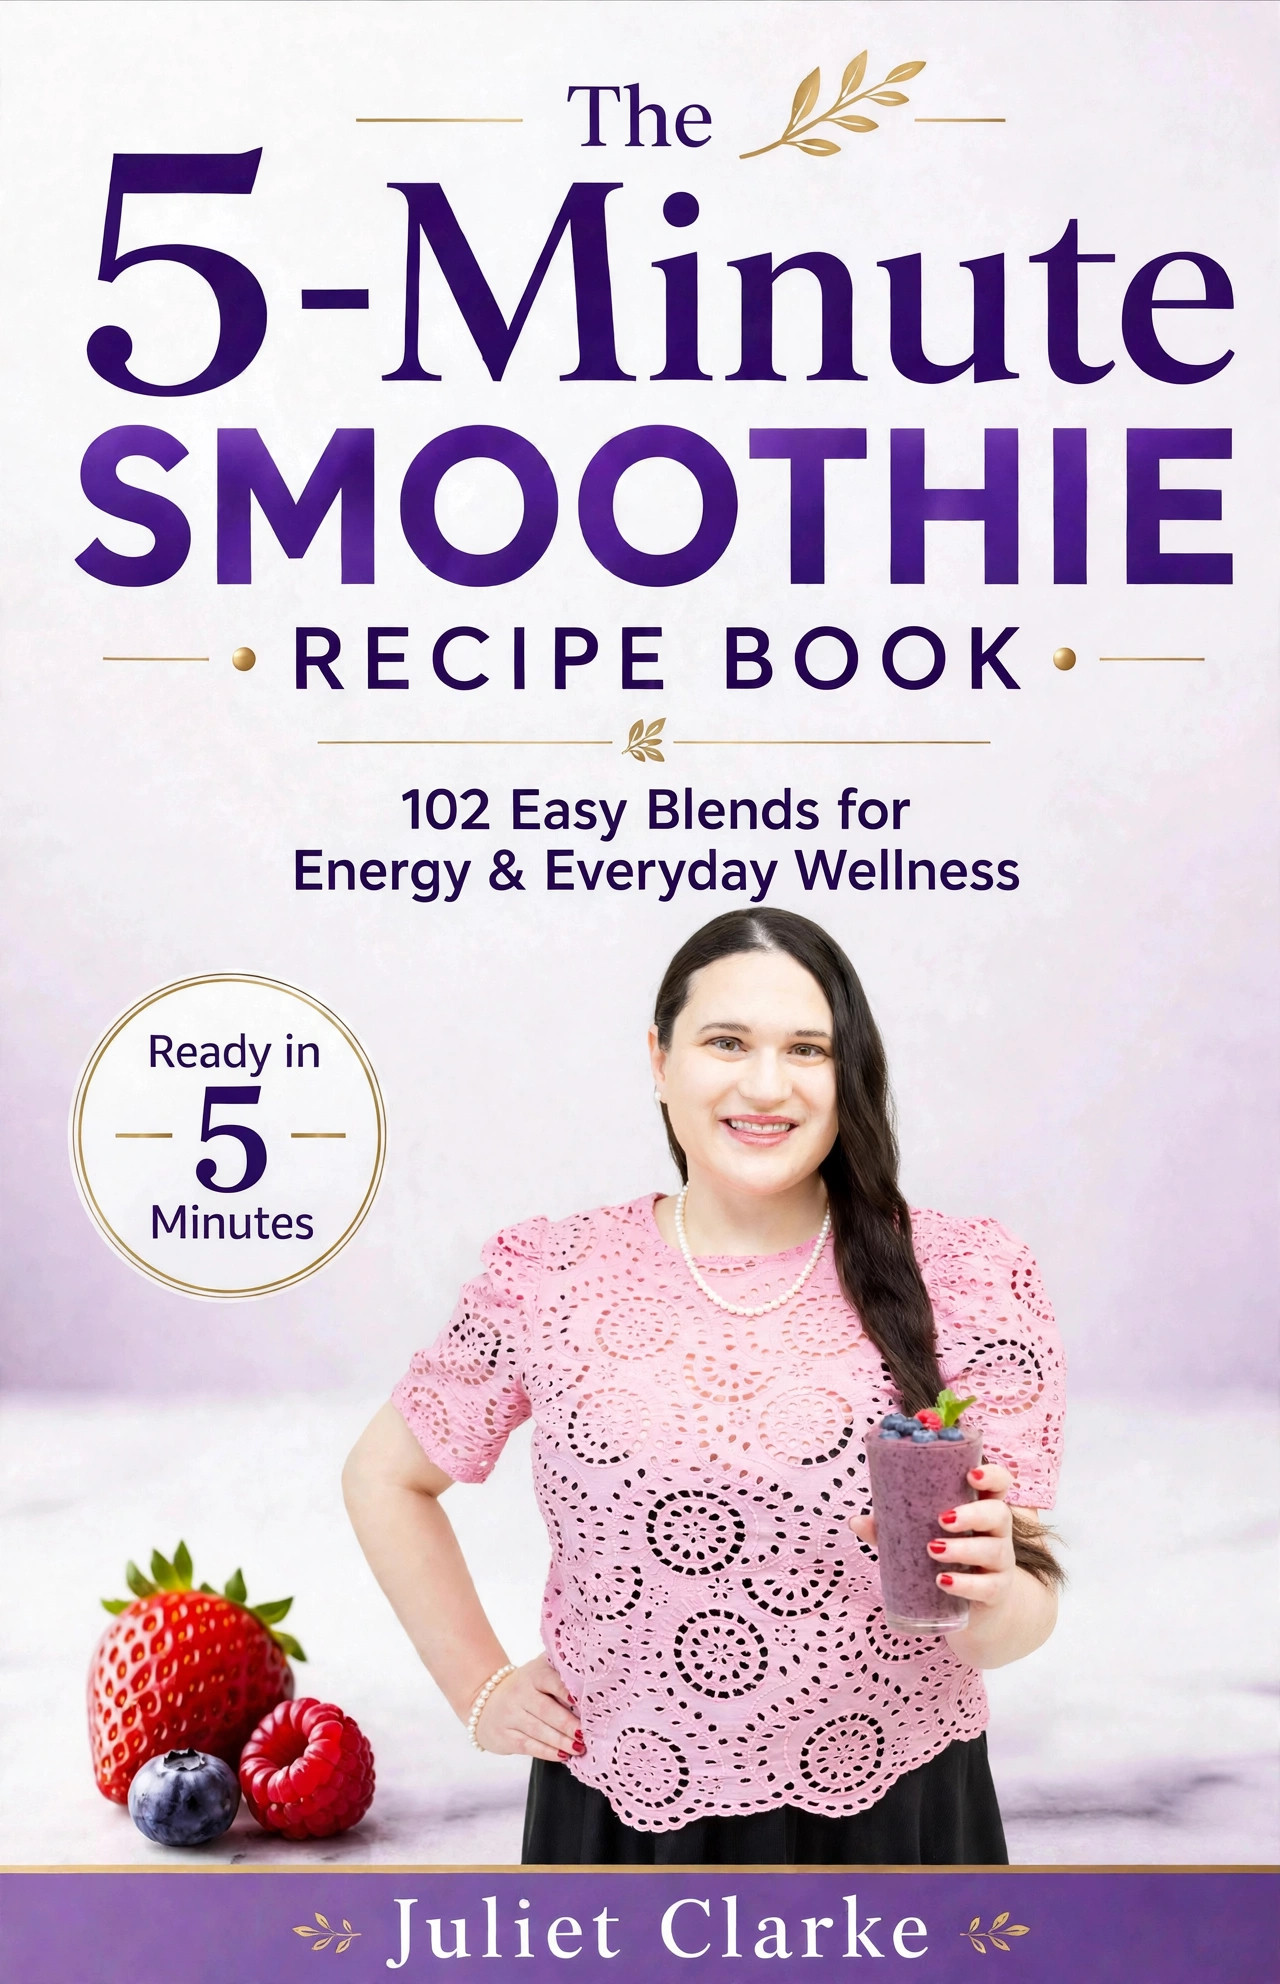 The
5-Minute
SMOOTHIE
RECIPE BOOK
102 Easy Blends for
Energy & Everyday Wellness
Ready in
5
Minutes
Juliet Clarke